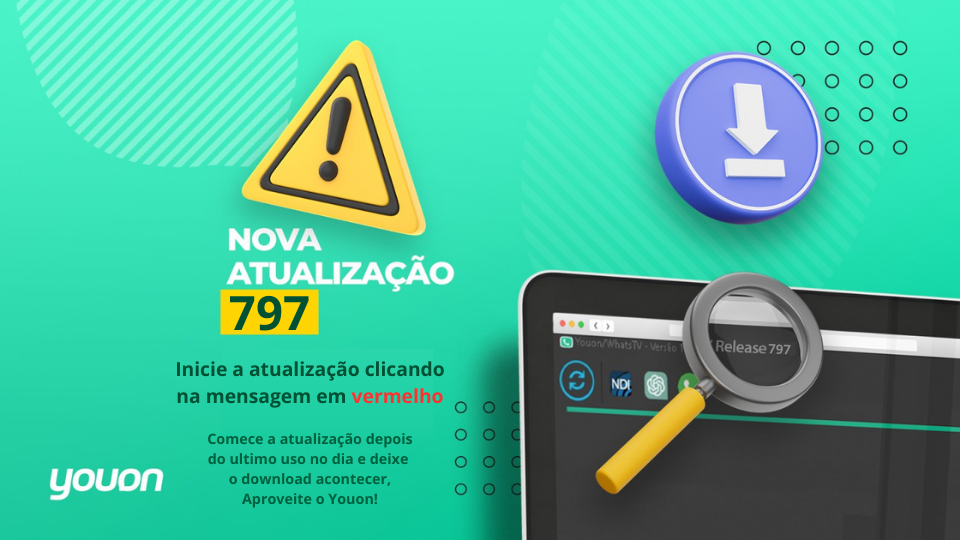 NOVA
ATUALIZAÇÃO
797
Inicie a atualização clicando
na mensagem em vermelho
Comece a atualização depois
do ultimo uso no dia e deixe
o download acontecer,
Aproveite o Youon!
youon
Youon/WhatsTV - Versão Release 797
NDI